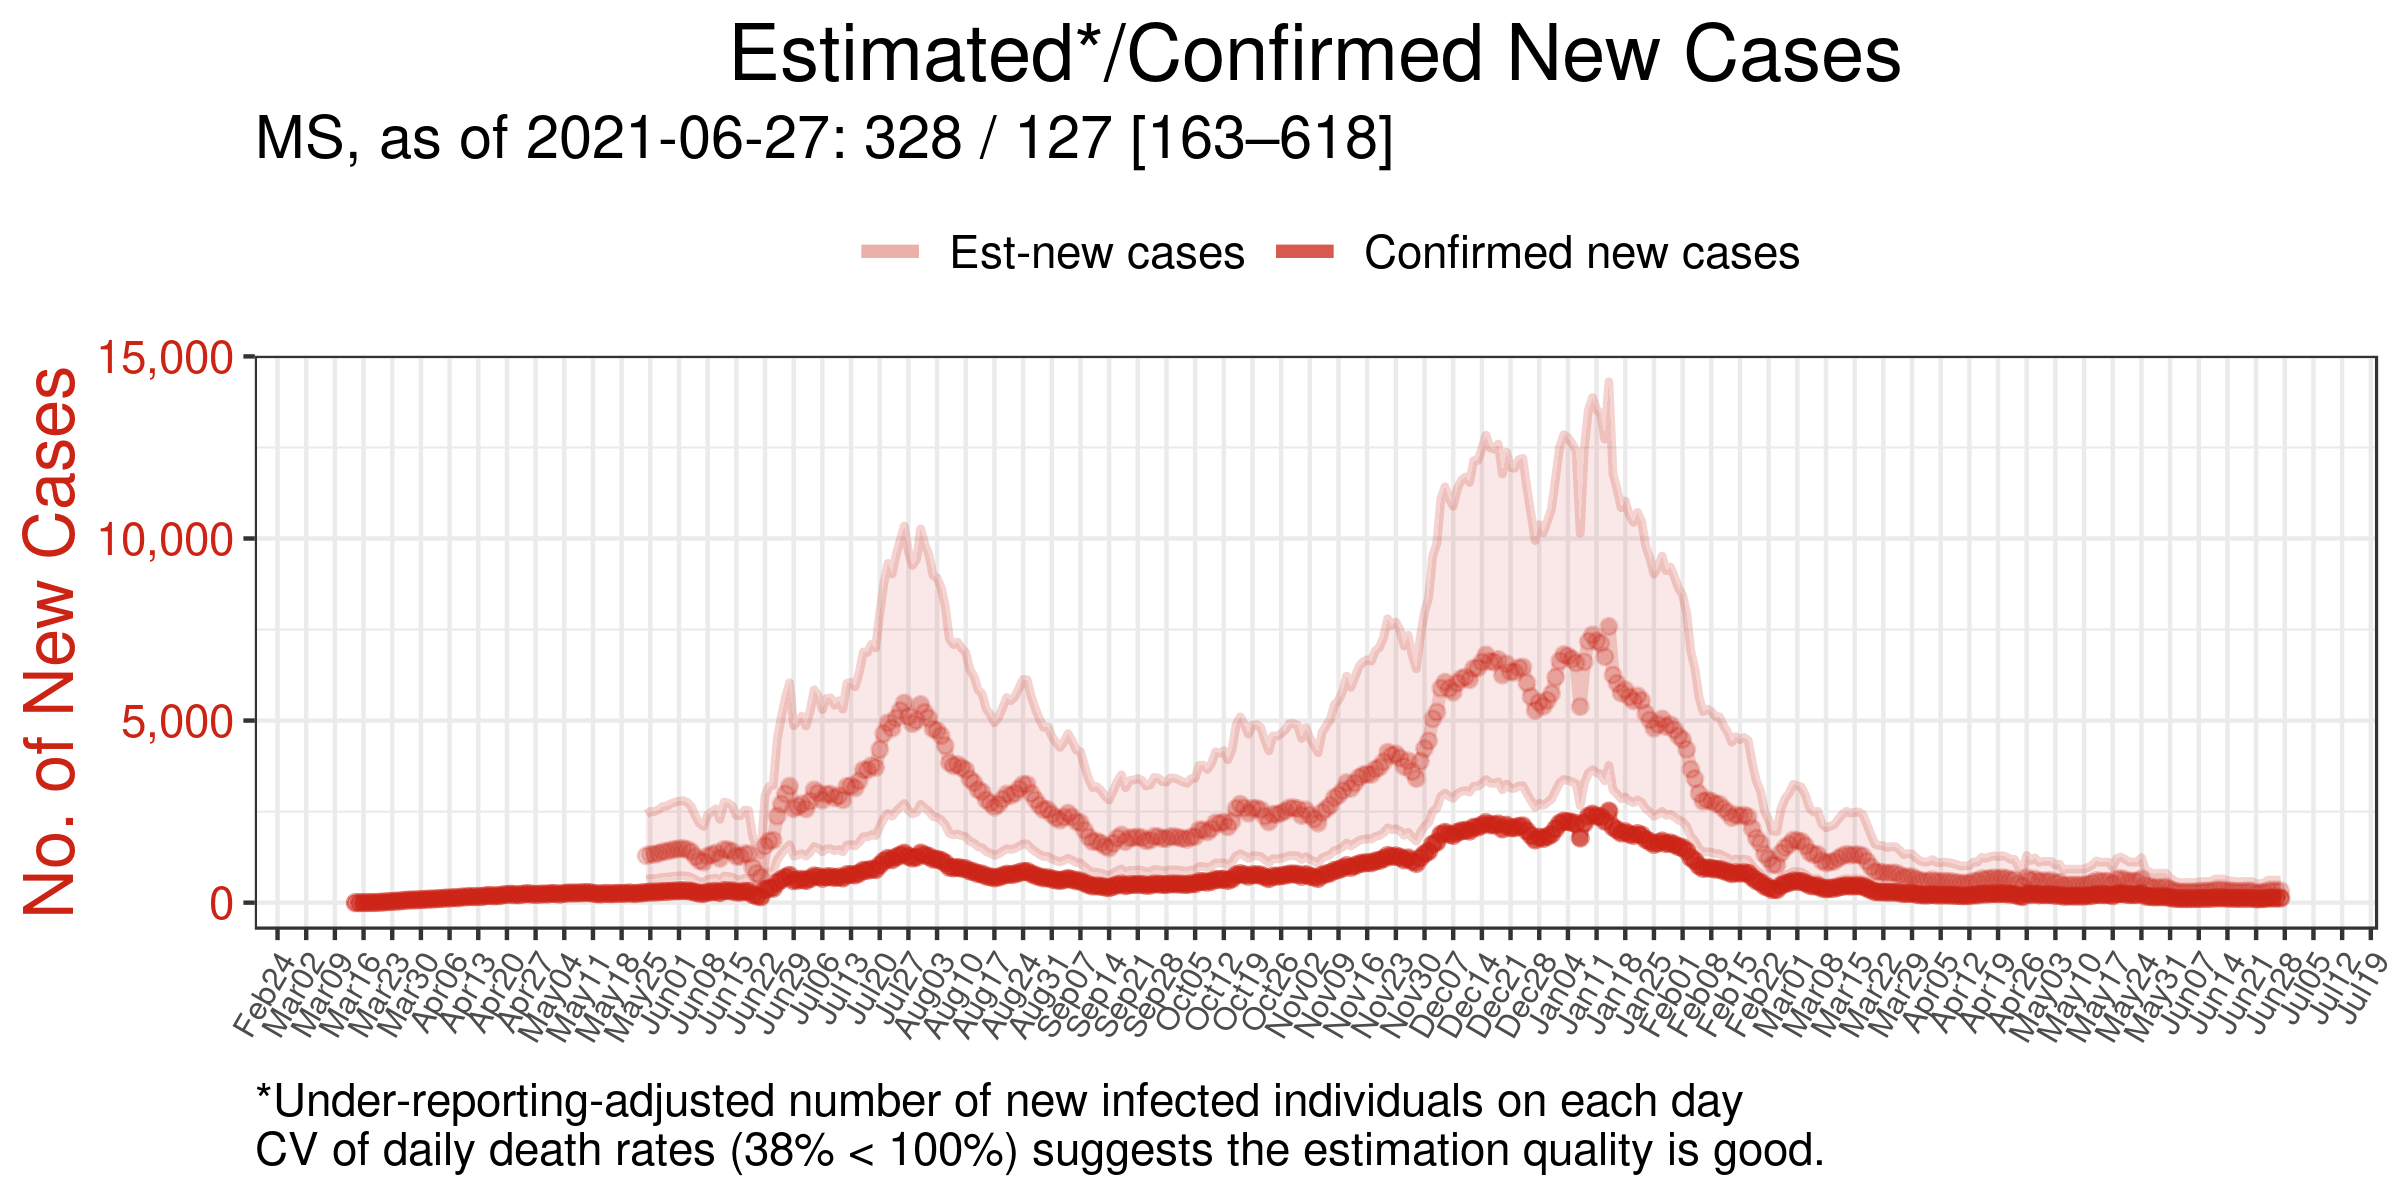 Estimated*/Confirmed New Cases
MS, as of 2021-06-27: 328 / 127 [163–618]
Est-new cases
Confirmed new cases
No. of New Cases
15,000
10,000
5,000
0
Feb24
Mar02
Mar09
Mar16
Mar23
Mar30
Apr06
Apr13
Apr20
Apr27
May04
May11
May18
May25
Jun01
Jun08
Jun15
Jun22
Jun29
Jul06
Jul13
Jul20
Jul27
Aug03
Aug10
Aug17
Aug24
Aug31
Sep07
Sep14
Sep21
Sep28
Oct05
Oct12
Oct19
Oct26
Nov02
Nov09
Nov16
Nov23
Nov30
Dec07
Dec14
Dec21
Dec28
Jan04
Jan11
Jan18
Jan25
Feb01
Feb08
Feb15
Feb22
Mar01
Mar08
Mar15
Mar22
Mar29
Apr05
Apr12
Apr19
Apr26
May03
May10
May17
May24
May31
Jun07
Jun14
Jun21
Jun28
Jul05
Jul12
Jul19
*Under-reporting-adjusted number of new infected individuals on each day
CV of daily death rates (38% < 100%) suggests the estimation quality is good.